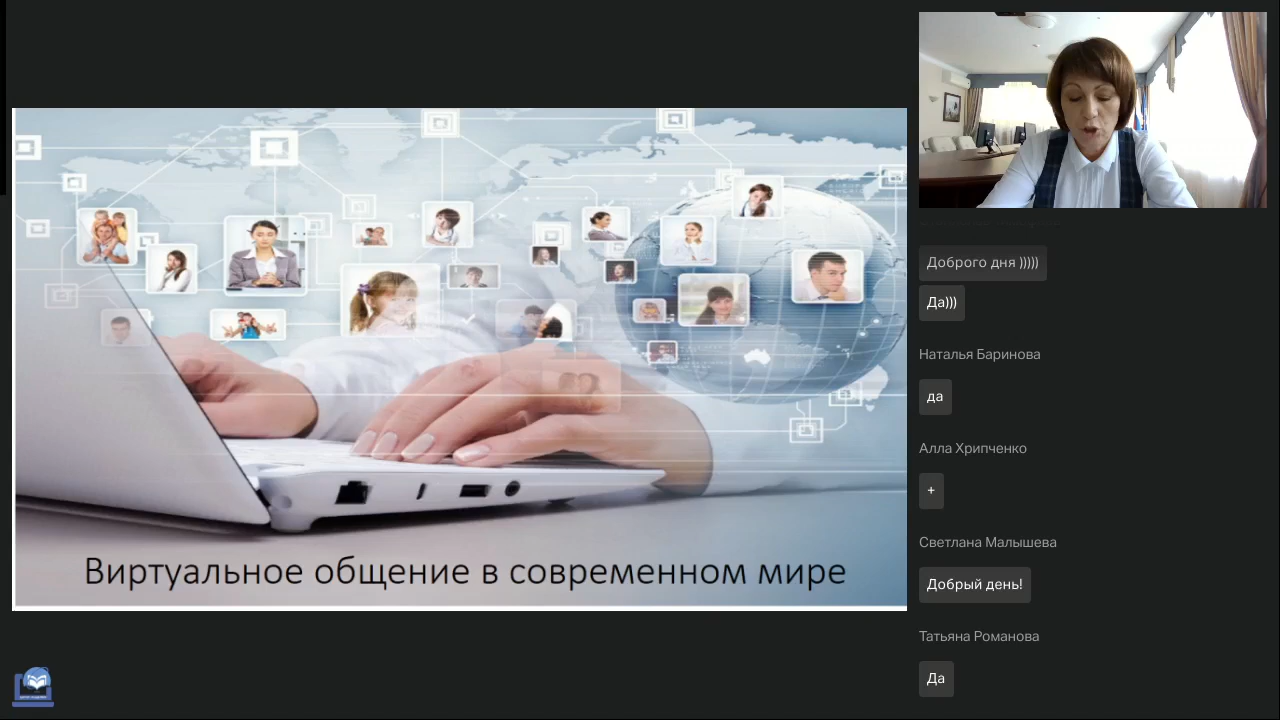 Виртуальное общение в современном мире
Доброго дня )))))
Да)))
Наталья Баринова
да
Алла Хрипченко
+
Светлана Малышева
Добрый день!
Татьяна Романова
Да